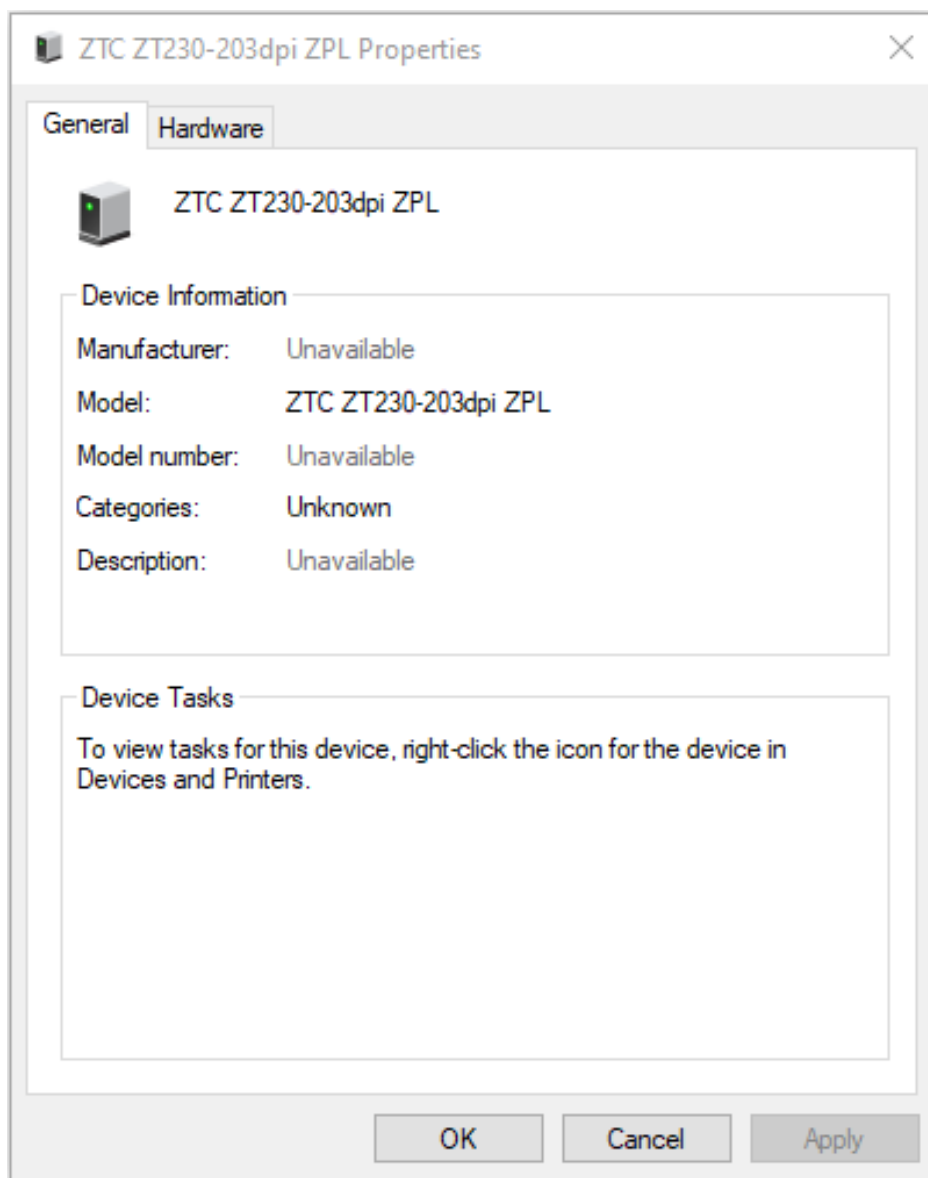 ZTC ZT230-203dpi ZPL Properties
General Hardware
ZTC ZT230-203dpi ZPL
Device Information
Manufacturer: Unavailable
Model: ZTC ZT230-203dpi ZPL
Model number: Unavailable
Categories: Unknown
Description: Unavailable
Device Tasks
To view tasks for this device, right-click the icon for the device in
Devices and Printers.
OK Cancel Apply